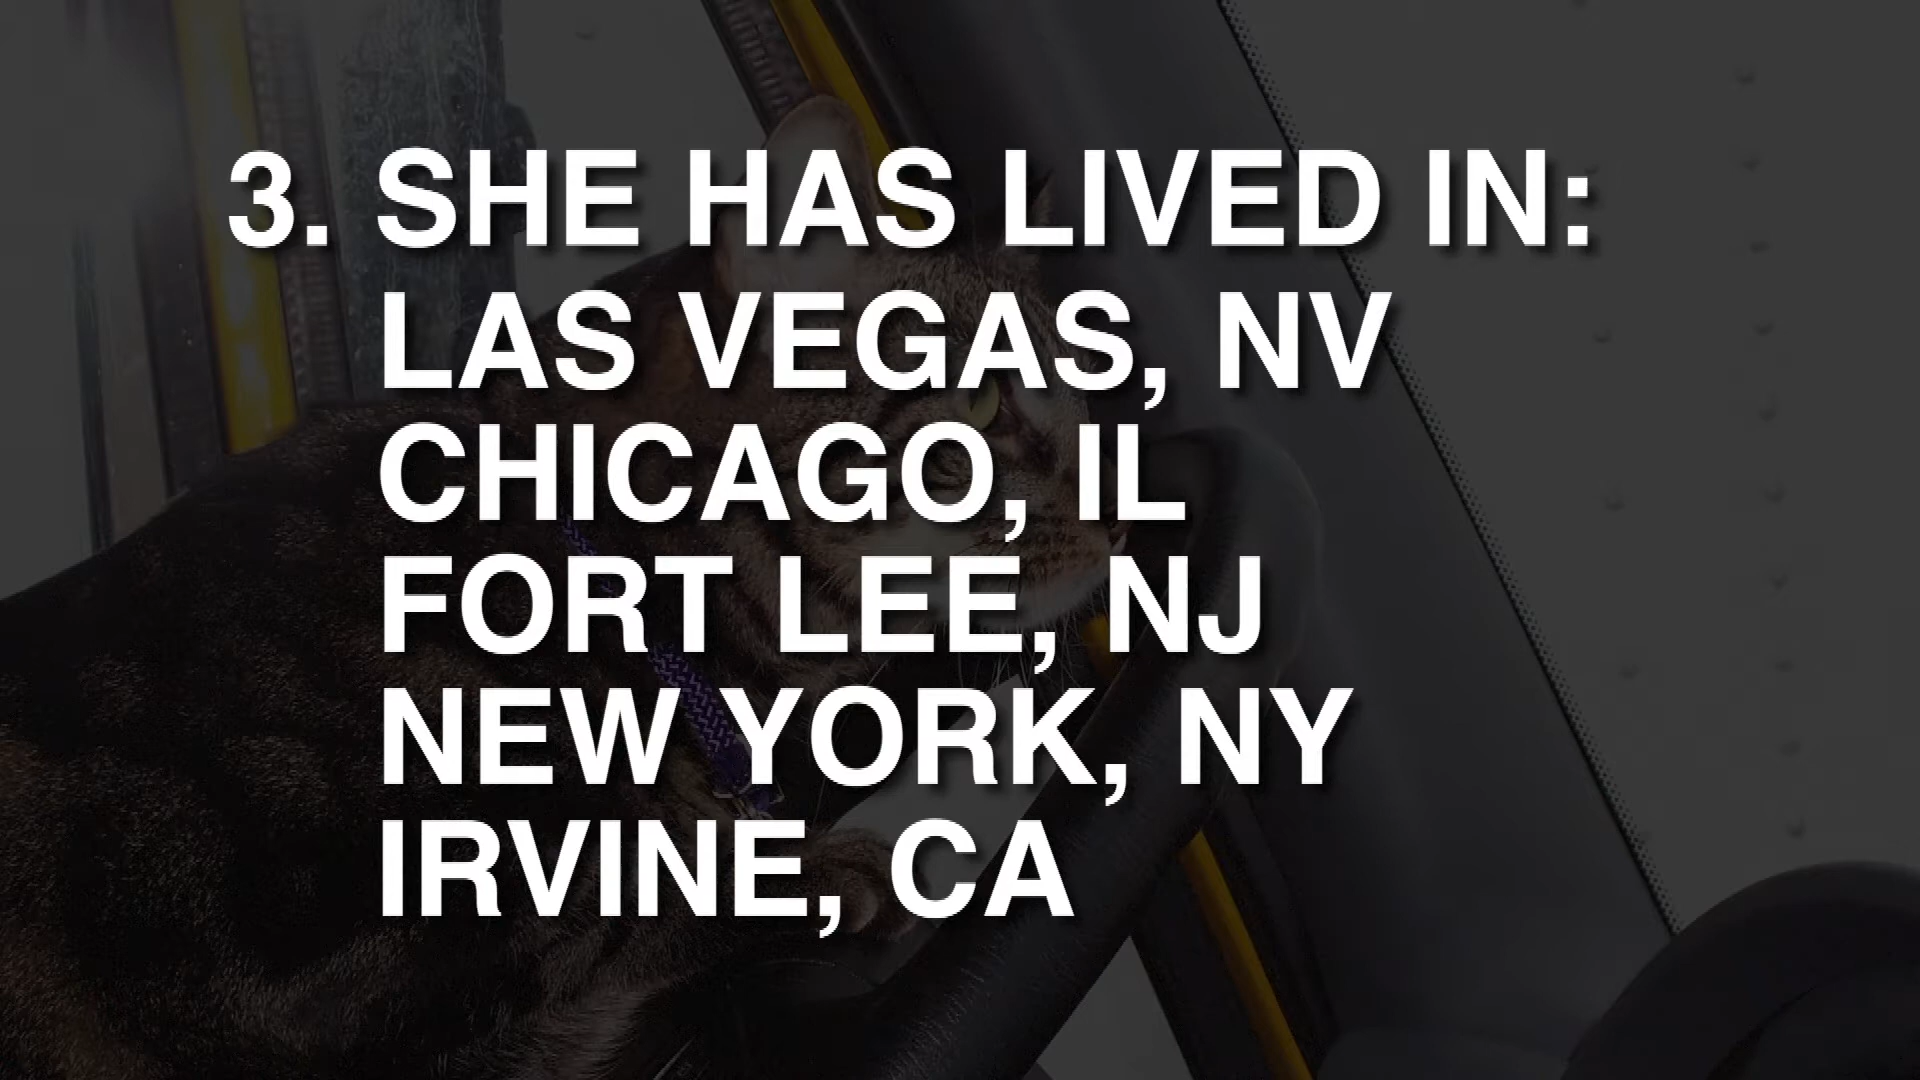 3. SHE HAS LIVED IN:
LAS VEGAS, NV
CHICAGO, IL
FORT LEE, NJ
NEW YORK, NY
IRVINE, CA